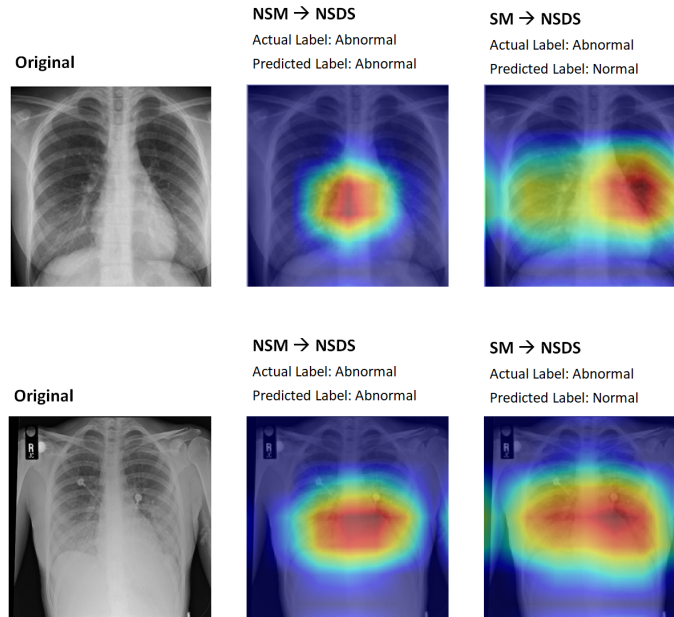 NSM → NSDS
Actual Label: Abnormal
Predicted Label: Abnormal
SM → NSDS
Actual Label: Abnormal
Predicted Label: Normal
Original
NSM → NSDS
Actual Label: Abnormal
Predicted Label: Abnormal
SM → NSDS
Actual Label: Abnormal
Predicted Label: Normal
Original
R
R
R